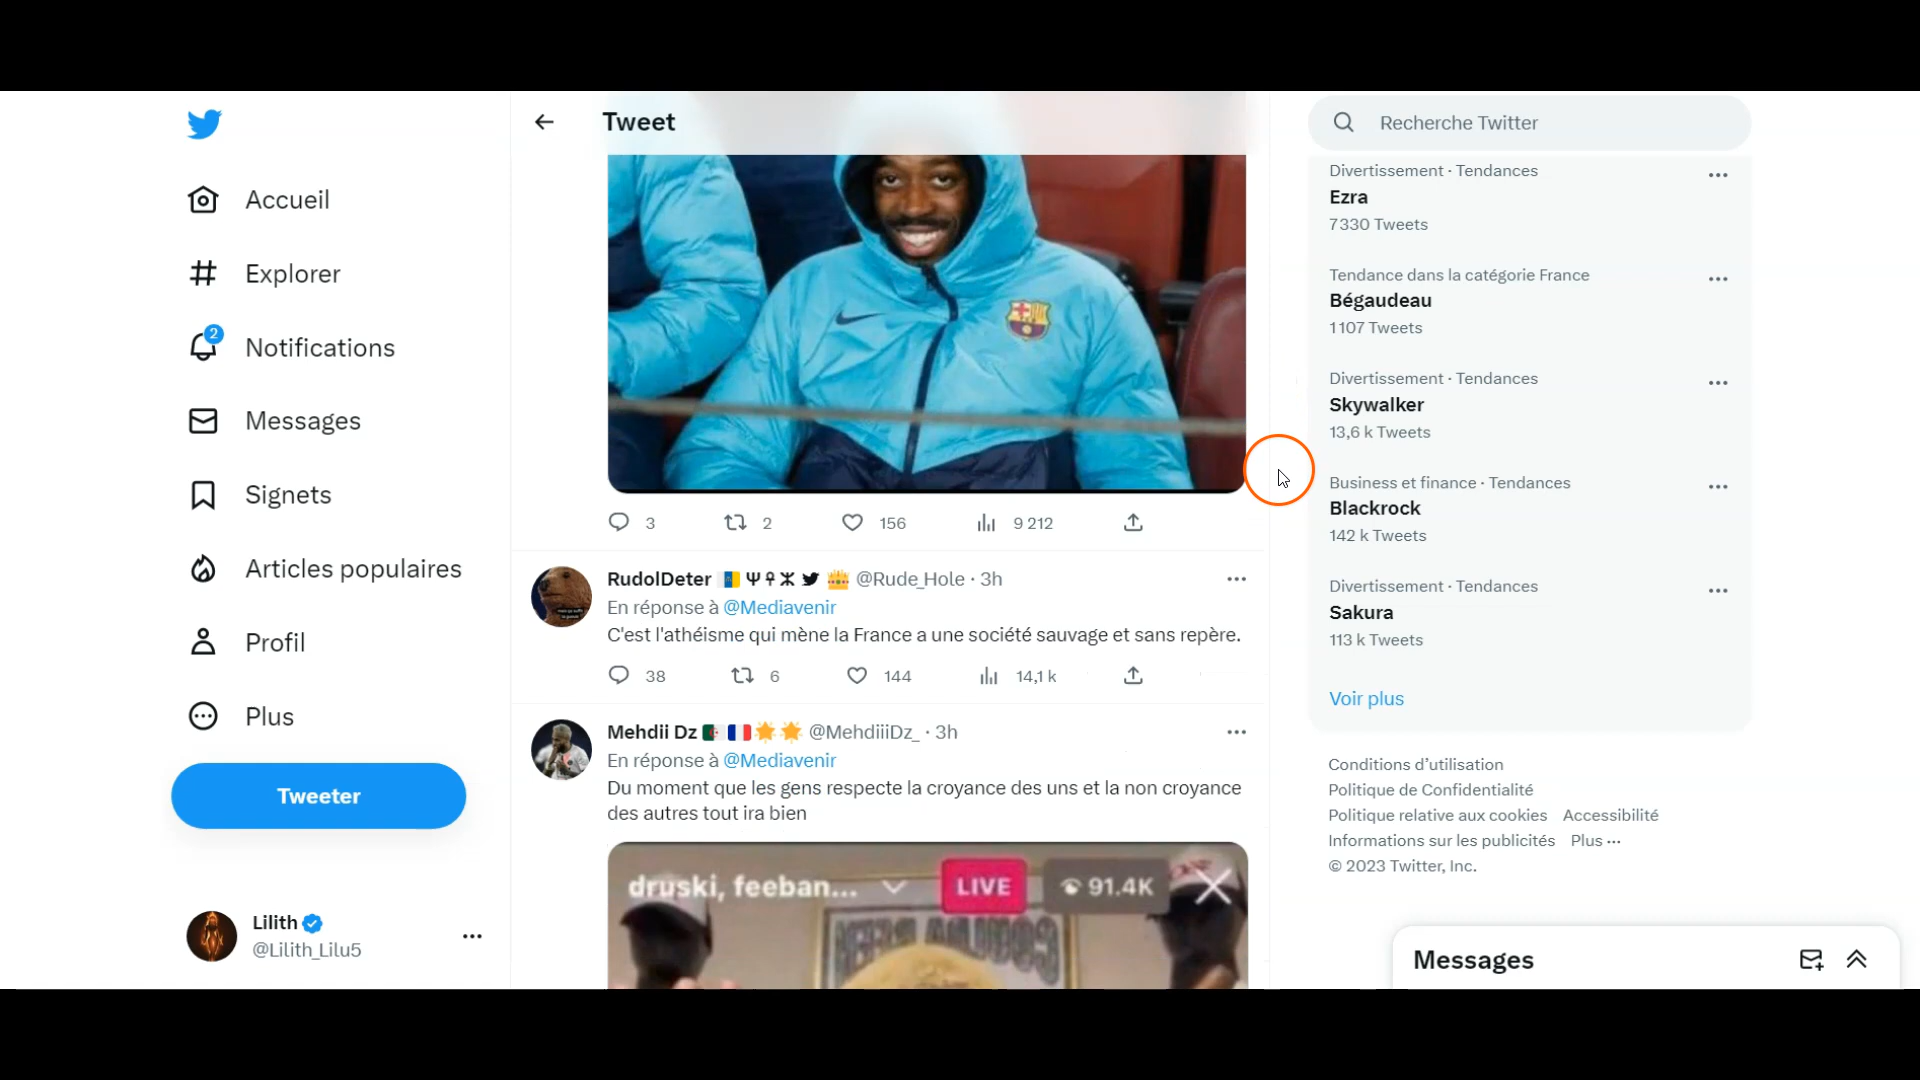 Accueil
Explorer
2
Notifications
Messages
Signets
Articles populaires
Profil
Plus
Tweeter
Lilith
@Lilith_Lilu5
Tweet
3
2
156
9 212
RudolDeter @Rude_Hole · 3h
En réponse à @Mediavenir
C'est l'athéisme qui mène la France a une société sauvage et sans repère.
38
6
144
14,1 k
Mehdii Dz @MehdiiiDz_ · 3h
En réponse à @Mediavenir
Du moment que les gens respecte la croyance des uns et la non croyance
des autres tout ira bien
druski, feeban...
LIVE
91.4K
Recherche Twitter
Divertissement · Tendances
Ezra
7 330 Tweets
Tendance dans la catégorie France
Bégaudeau
1 107 Tweets
Divertissement · Tendances
Skywalker
13,6 k Tweets
Business et finance · Tendances
Blackrock
142 k Tweets
Divertissement · Tendances
Sakura
113 k Tweets
Voir plus
Conditions d'utilisation
Politique de Confidentialité
Politique relative aux cookies Accessibilité
Informations sur les publicités Plus ···
© 2023 Twitter, Inc.
Messages